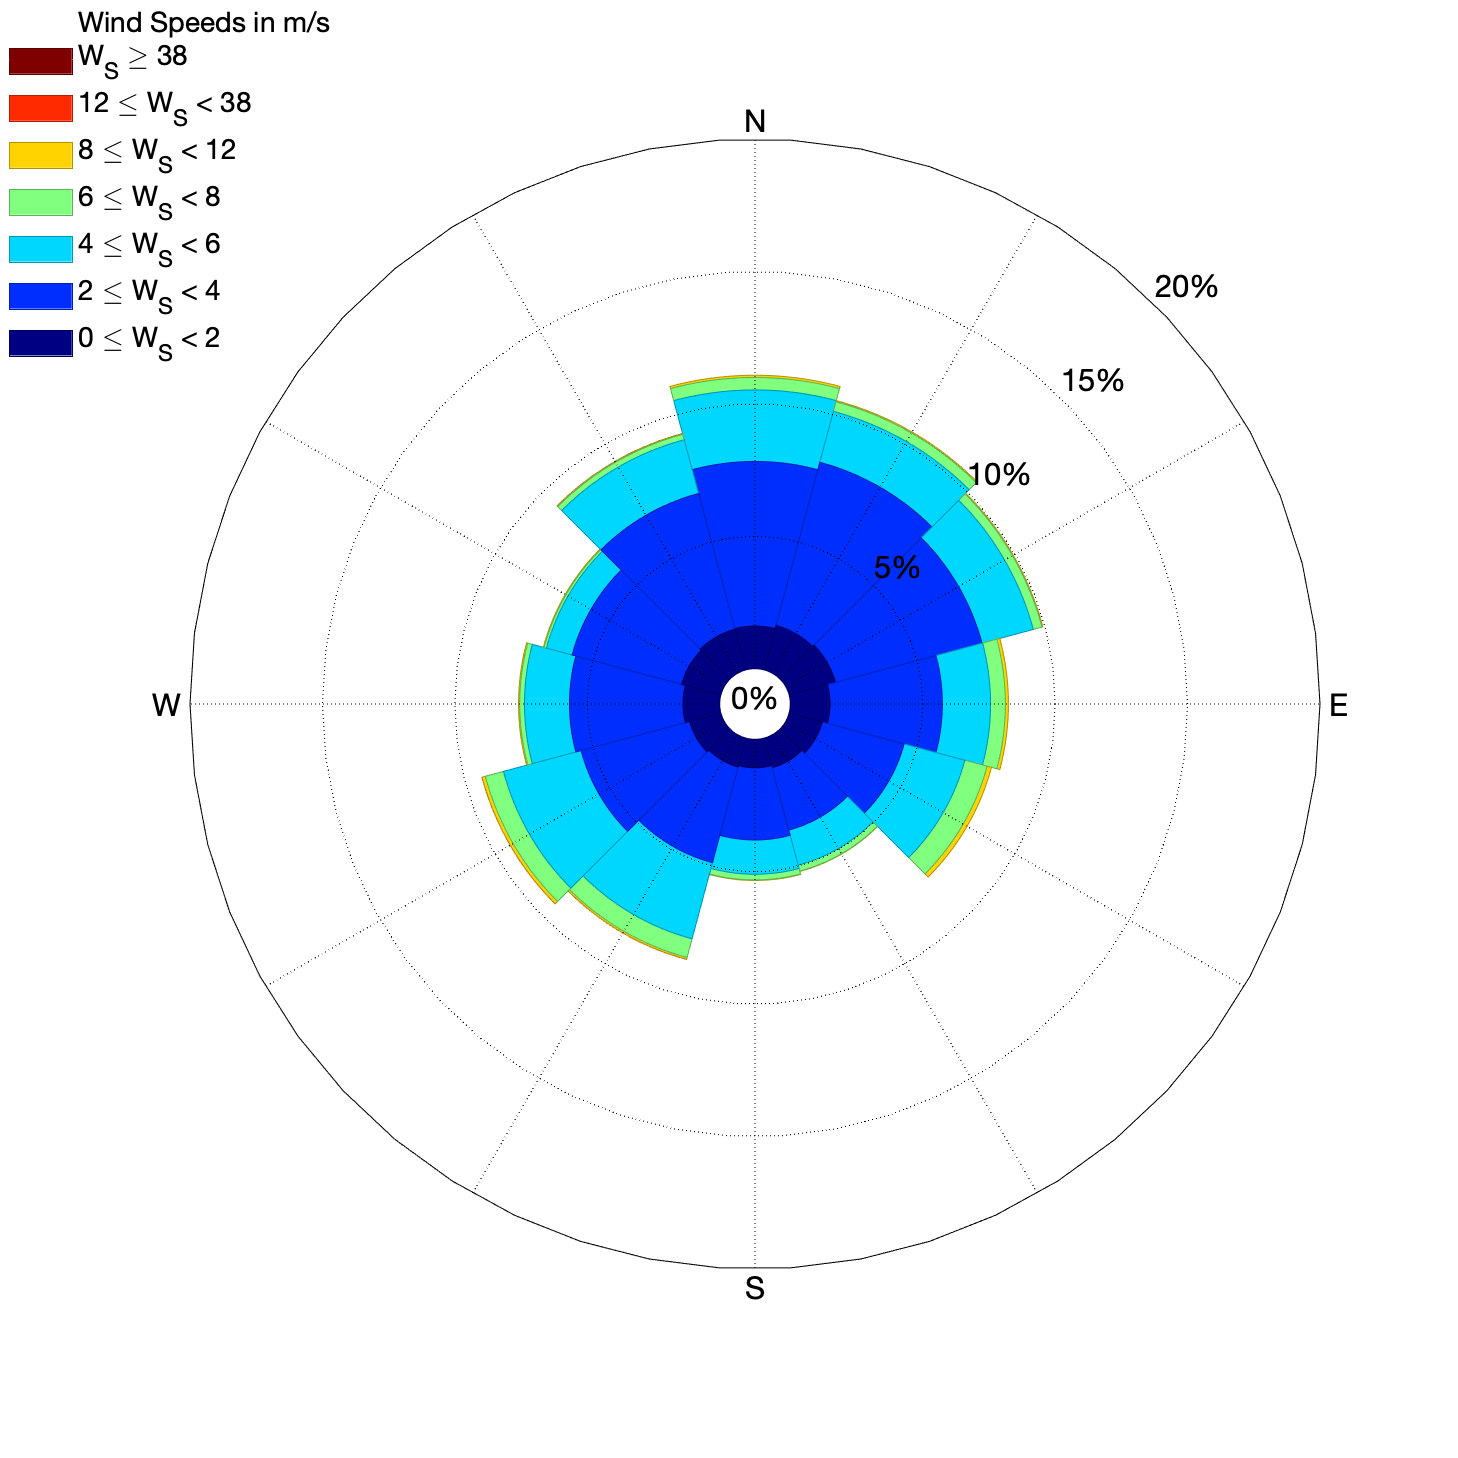 Wind Speeds in m/s
W_S ≥ 38
12 ≤ W_S < 38
8 ≤ W_S < 12
6 ≤ W_S < 8
4 ≤ W_S < 6
2 ≤ W_S < 4
0 ≤ W_S < 2
N
20%
15%
10%
5%
0%
W
E
S